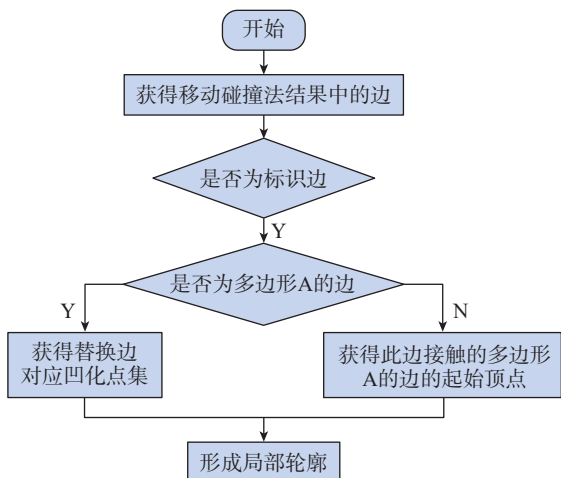 开始
获得移动碰撞法结果中的边
是否为标识边
Y
是否为多边形A的边
Y
N
获得替换边
对应凹化点集
获得此边接触的多边形
A的边的起始顶点
形成局部轮廓